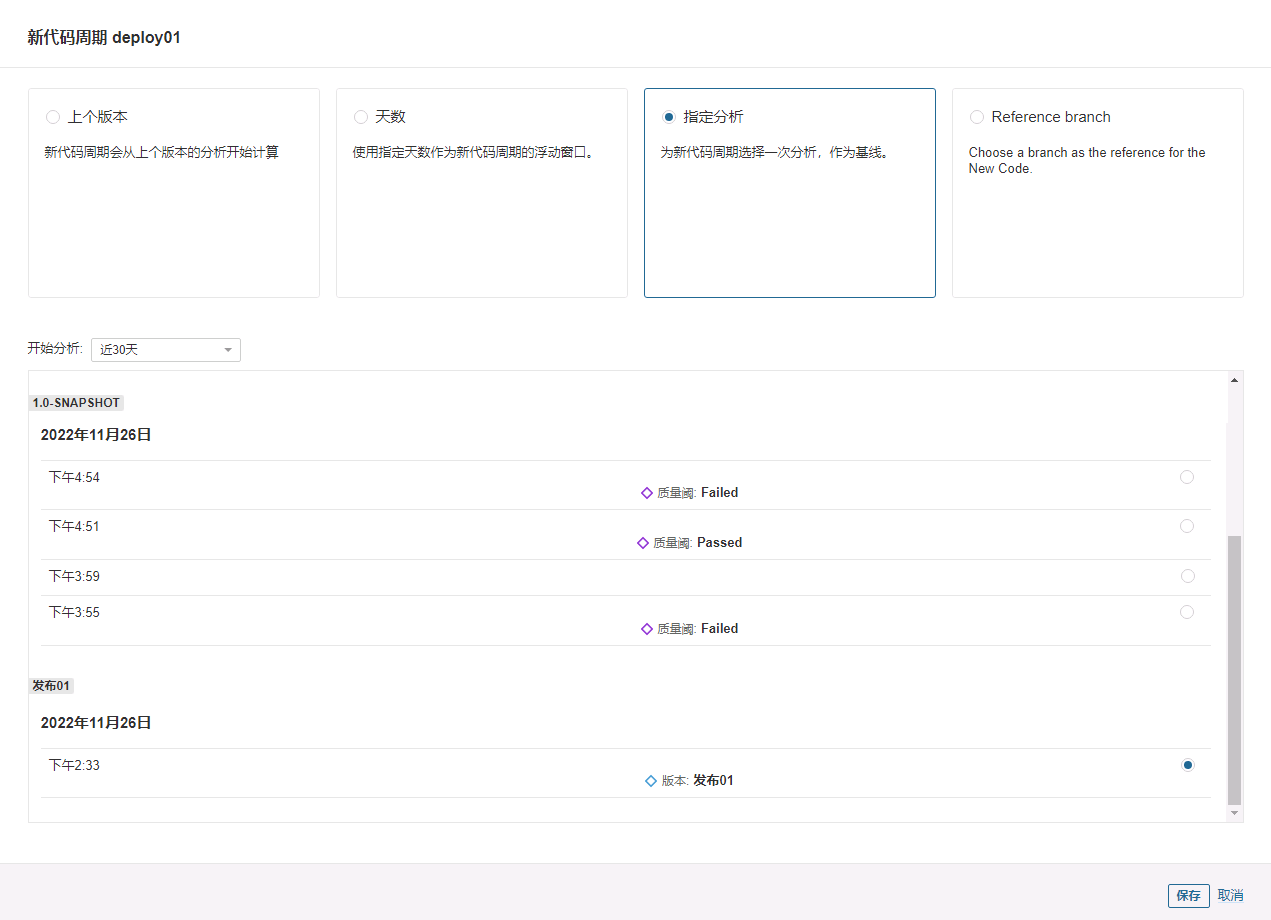 新代码周期 deploy01
上个版本
新代码周期会从上个版本的分析开始计算
天数
使用指定天数作为新代码周期的浮动窗口。
指定分析
为新代码周期选择一次分析，作为基线。
Reference branch
Choose a branch as the reference for the
New Code.
开始分析: 近30天
1.0-SNAPSHOT
2022年11月26日
下午4:54
质量阈: Failed
下午4:51
质量阈: Passed
下午3:59
下午3:55
质量阈: Failed
发布01
2022年11月26日
下午2:33
版本: 发布01
保存 取消